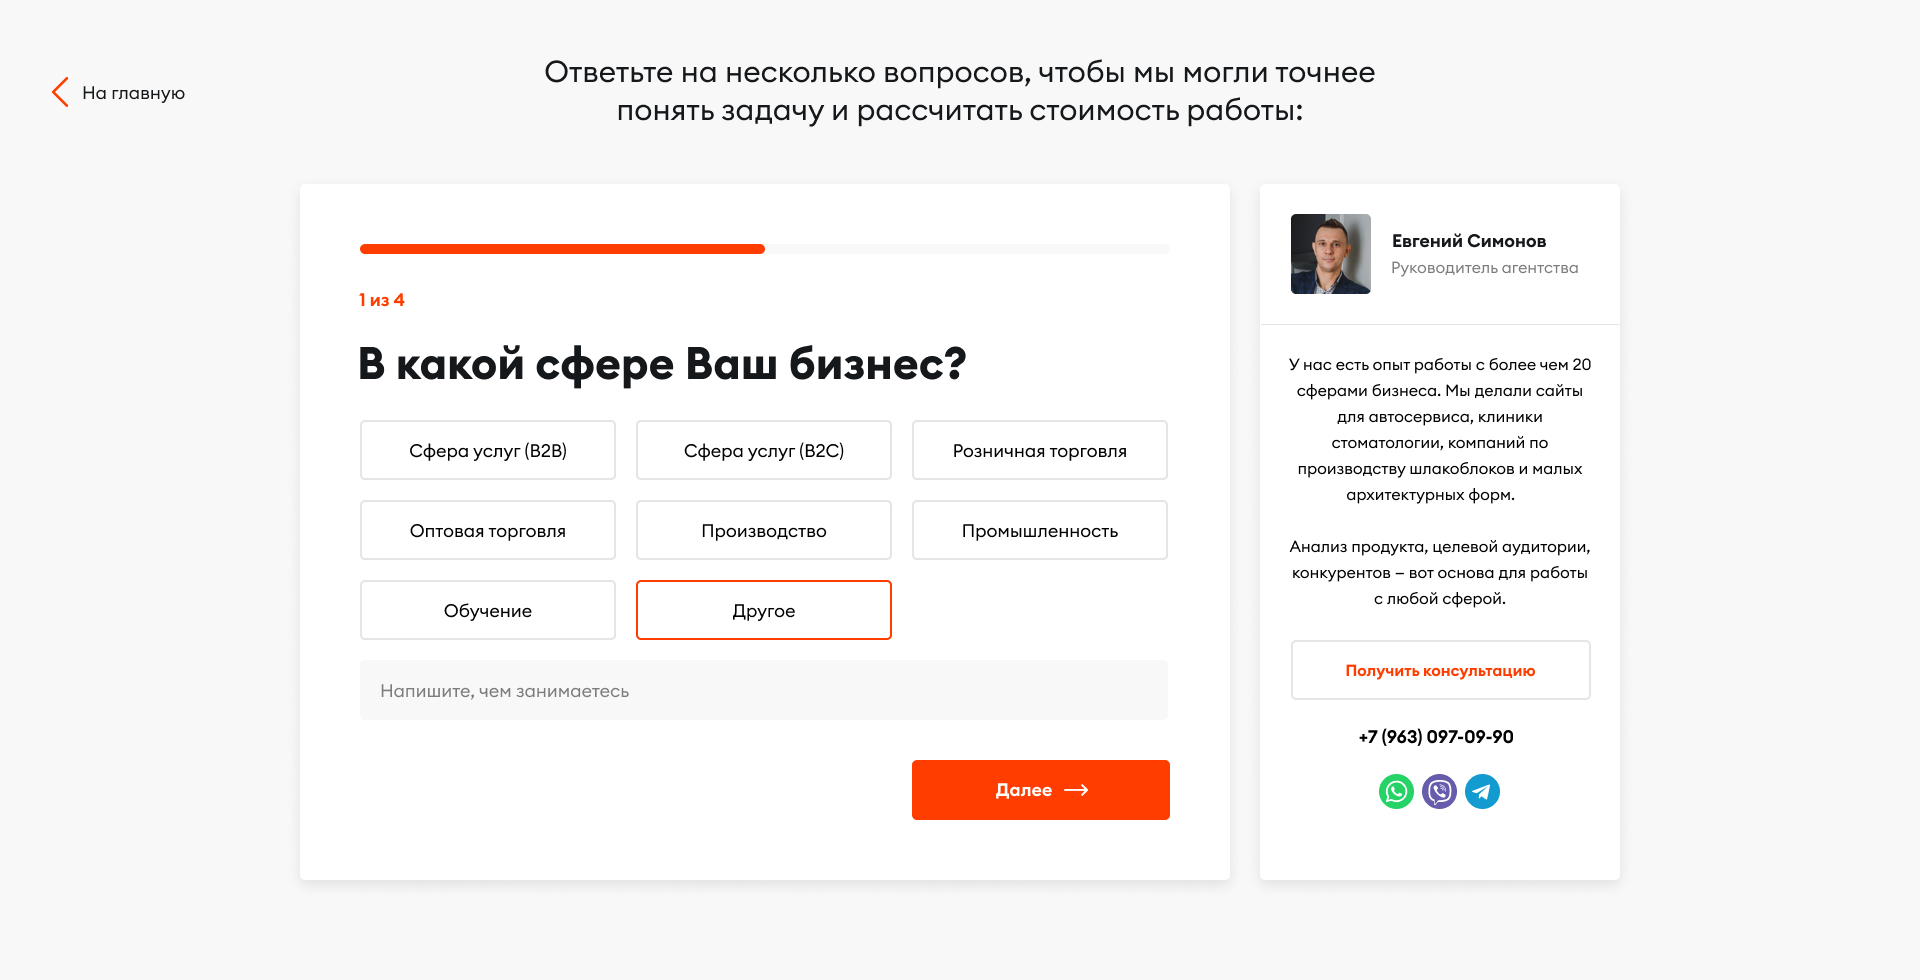 На главную
Ответьте на несколько вопросов, чтобы мы могли точнее
понять задачу и рассчитать стоимость работы:
1 из 4
В какой сфере Ваш бизнес?
Сфера услуг (B2B)
Сфера услуг (B2C)
Розничная торговля
Оптовая торговля
Производство
Промышленность
Обучение
Другое
Напишите, чем занимаетесь
Далее
Евгений Симонов
Руководитель агентства
У нас есть опыт работы с более чем 20
сферами бизнеса. Мы делали сайты
для автосервиса, клиники
стоматологии, компаний по
производству шлакоблоков и малых
архитектурных форм.
Анализ продукта, целевой аудитории,
конкурентов – вот основа для работы
с любой сферой.
Получить консультацию
+7 (963) 097-09-90